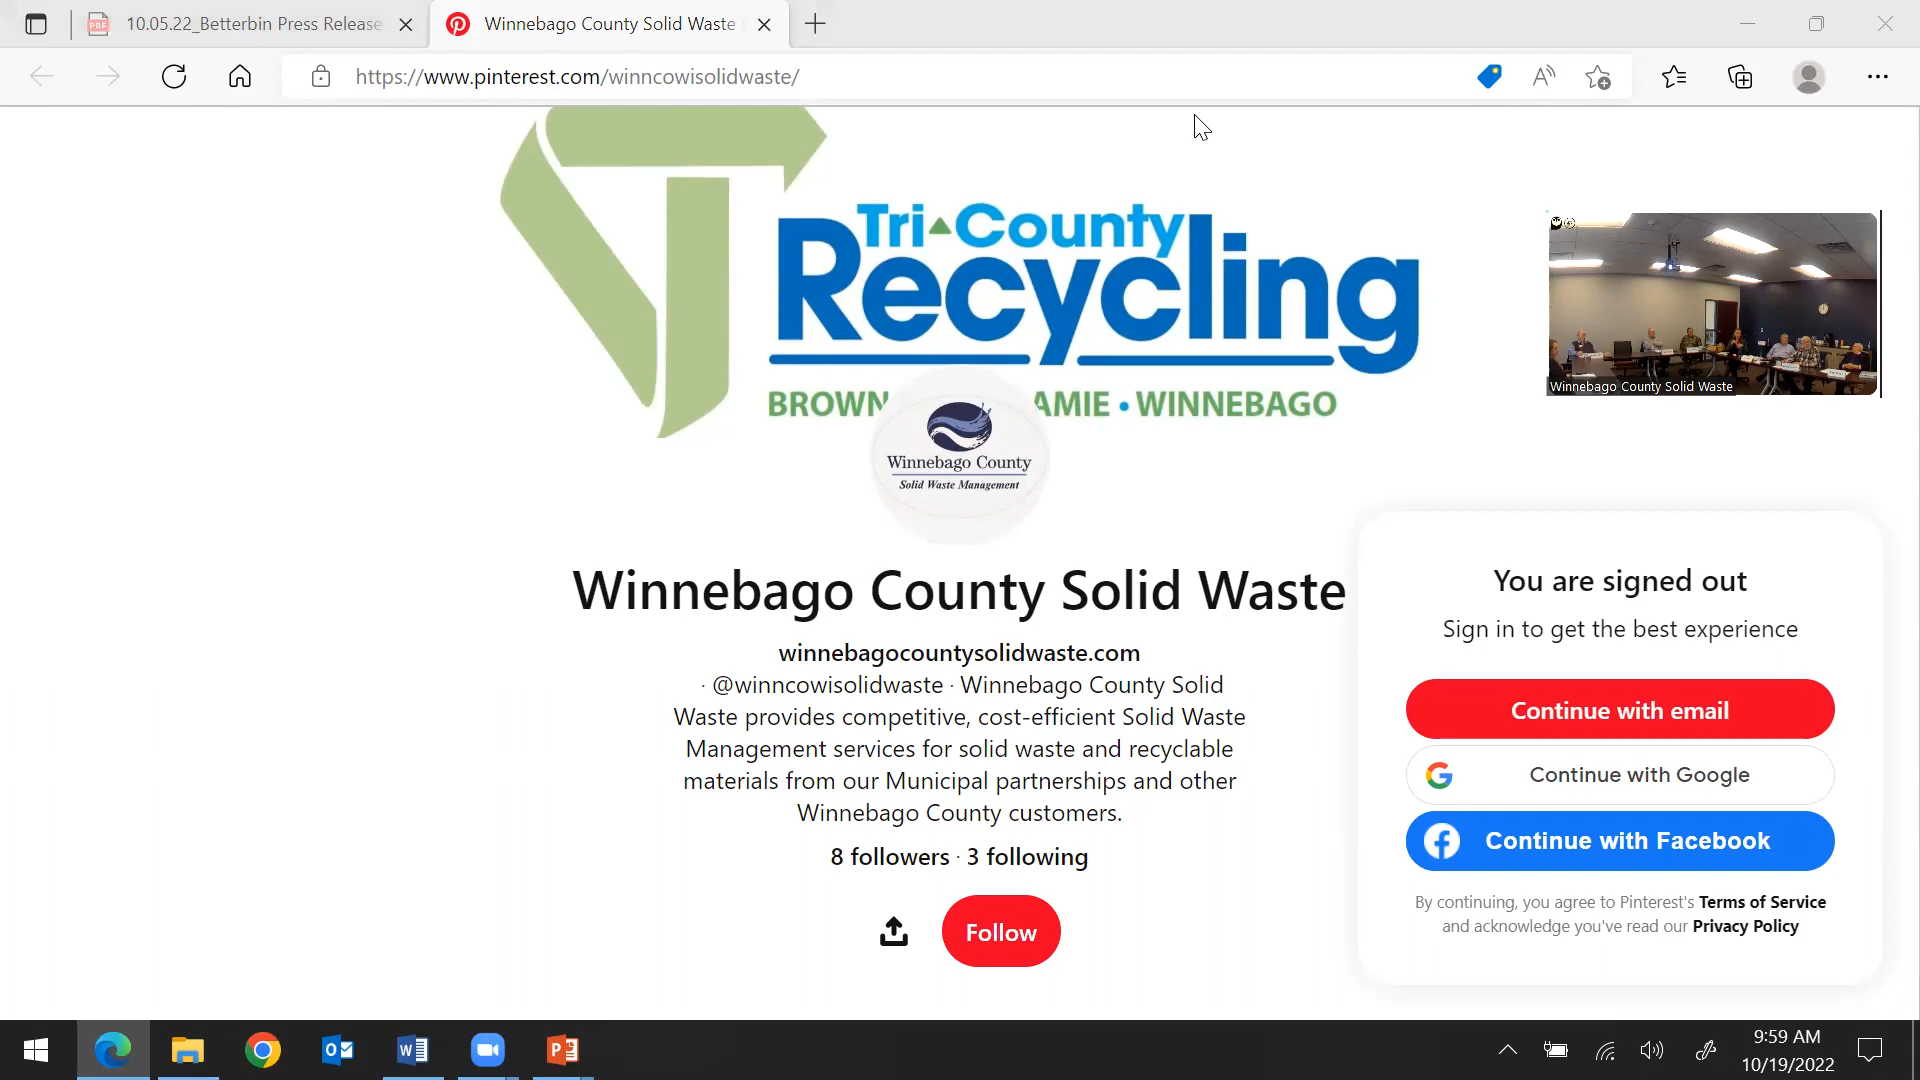 10.05.22_Betterbin Press Release
Winnebago County Solid Waste
https://www.pinterest.com/winncowisolidwaste/
Tri County
Recycling
BROWN AMIE • WINNEBAGO
Winnebago County
Solid Waste Management
Winnebago County Solid Waste
Winnebago County Solid Waste
winnebagocountysolidwaste.com
· @winncowisolidwaste · Winnebago County Solid
Waste provides competitive, cost-efficient Solid Waste
Management services for solid waste and recyclable
materials from our Municipal partnerships and other
Winnebago County customers.
8 followers · 3 following
Follow
You are signed out
Sign in to get the best experience
Continue with email
Continue with Google
Continue with Facebook
By continuing, you agree to Pinterest's Terms of Service
and acknowledge you've read our Privacy Policy
9:59 AM
10/19/2022